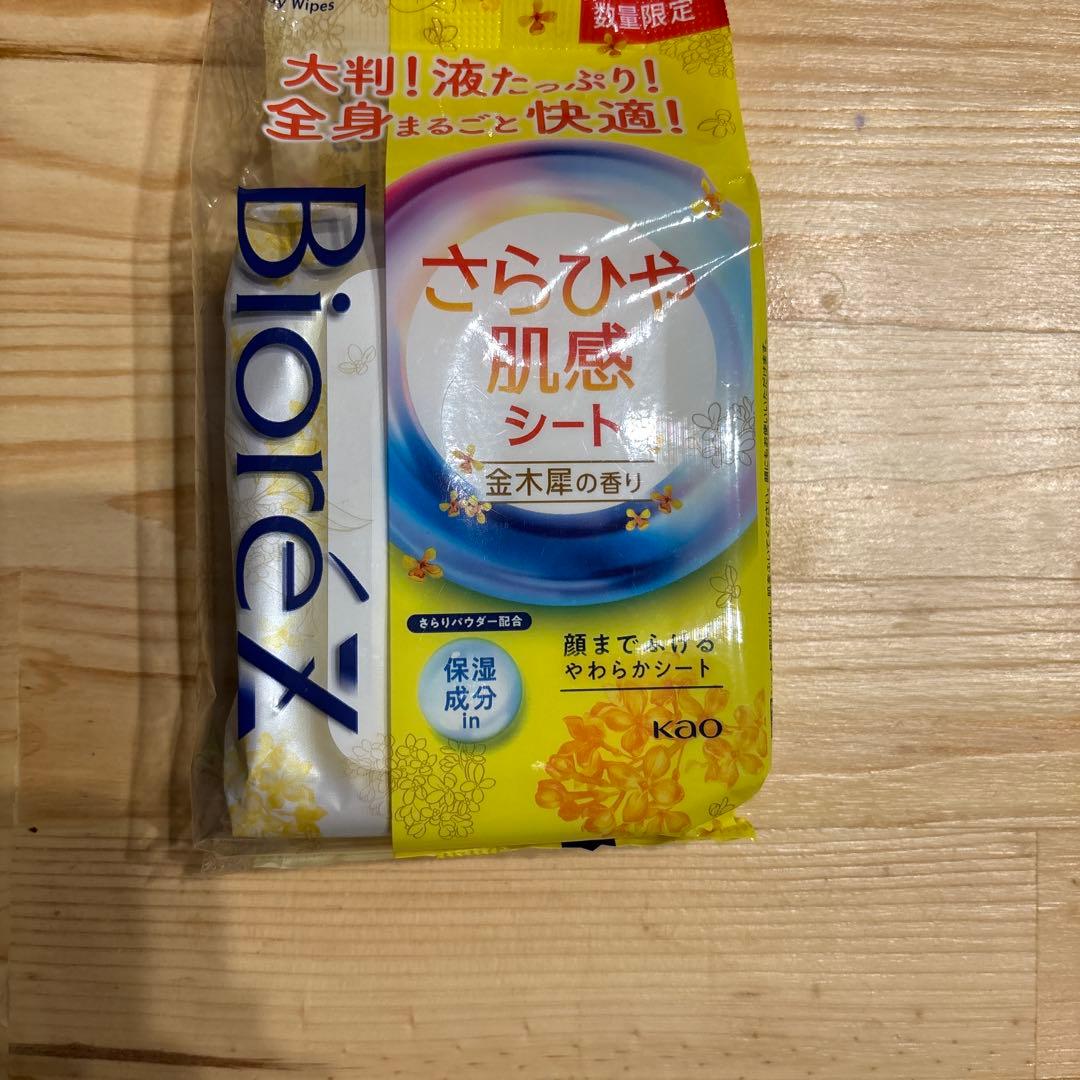 y Wipes
数量限定
大判!液たっぷり!
全身まるごと快適!
Bioré Z
さらひや
肌感
シート
金木犀の香り
さらりパウダー配合
保湿
成分
in
顔までふける
やわらかシート
Kao